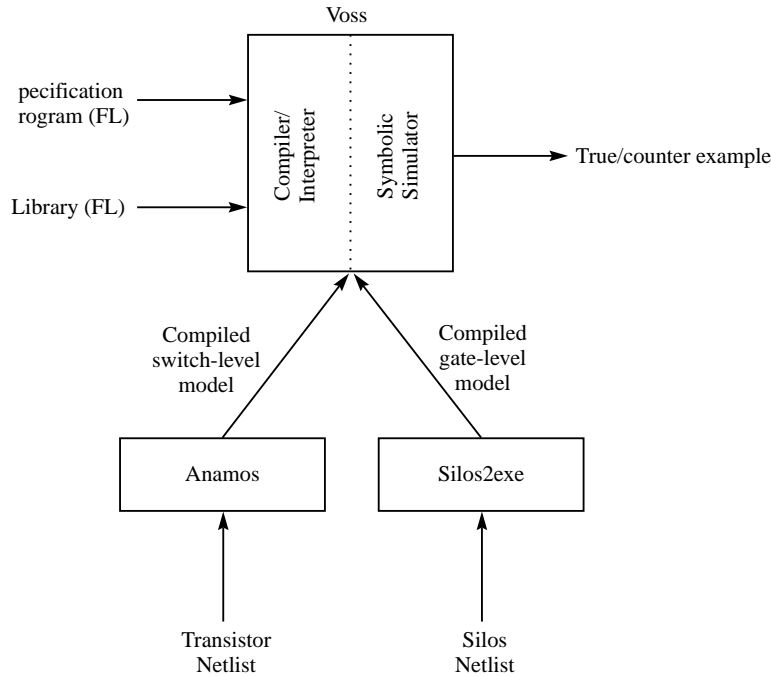 Voss
pecification
rogram (FL)
Library (FL)
Compiler/
Interpreter
Symbolic
Simulator
True/counter example
Compiled
switch-level
model
Compiled
gate-level
model
Anamos
Silos2exe
Transistor
Netlist
Silos
Netlist